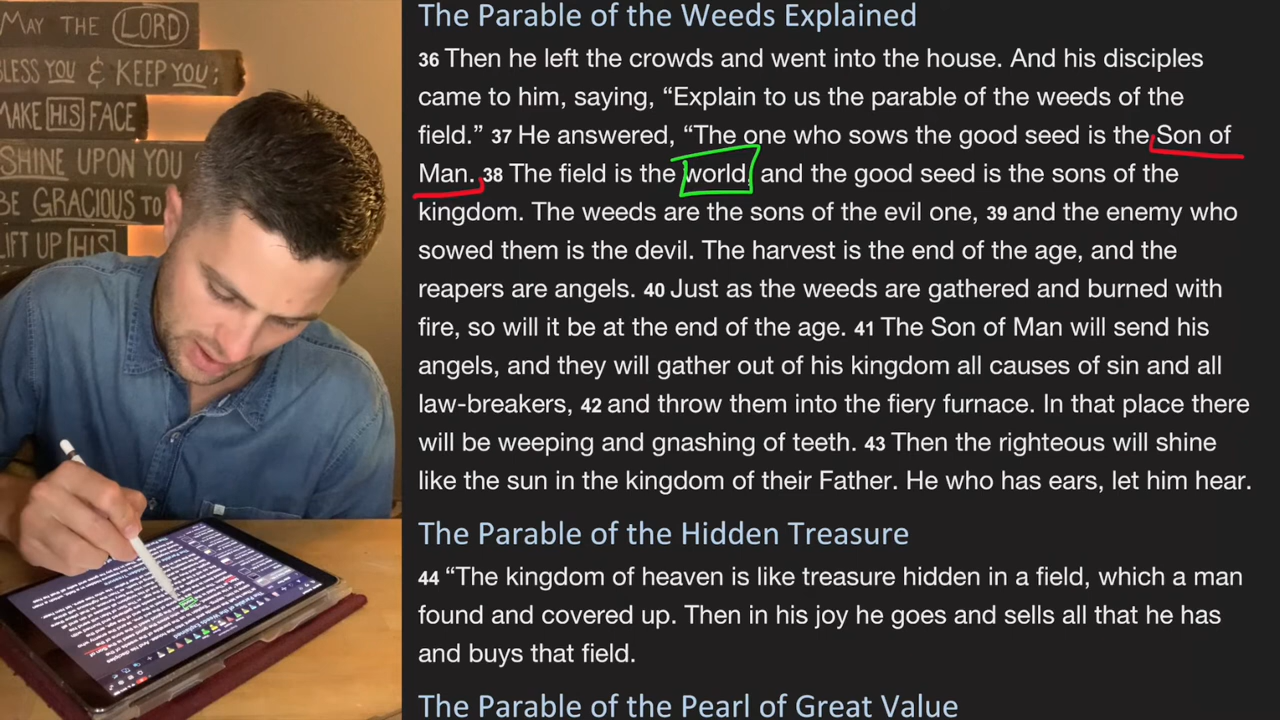 MAY THE LORD
BLESS YOU & KEEP YOU;
MAKE HIS FACE
SHINE UPON YOU
BE GRACIOUS TO
LIFT UP HIS
The Parable of the Weeds Explained
36 Then he left the crowds and went into the house. And his disciples
came to him, saying, “Explain to us the parable of the weeds of the
field.” 37 He answered, “The one who sows the good seed is the Son of
Man. 38 The field is the world, and the good seed is the sons of the
kingdom. The weeds are the sons of the evil one, 39 and the enemy who
sowed them is the devil. The harvest is the end of the age, and the
reapers are angels. 40 Just as the weeds are gathered and burned with
fire, so will it be at the end of the age. 41 The Son of Man will send his
angels, and they will gather out of his kingdom all causes of sin and all
law-breakers, 42 and throw them into the fiery furnace. In that place there
will be weeping and gnashing of teeth. 43 Then the righteous will shine
like the sun in the kingdom of their Father. He who has ears, let him hear.
The Parable of the Hidden Treasure
44 “The kingdom of heaven is like treasure hidden in a field, which a man
found and covered up. Then in his joy he goes and sells all that he has
and buys that field.
The Parable of the Pearl of Great Value